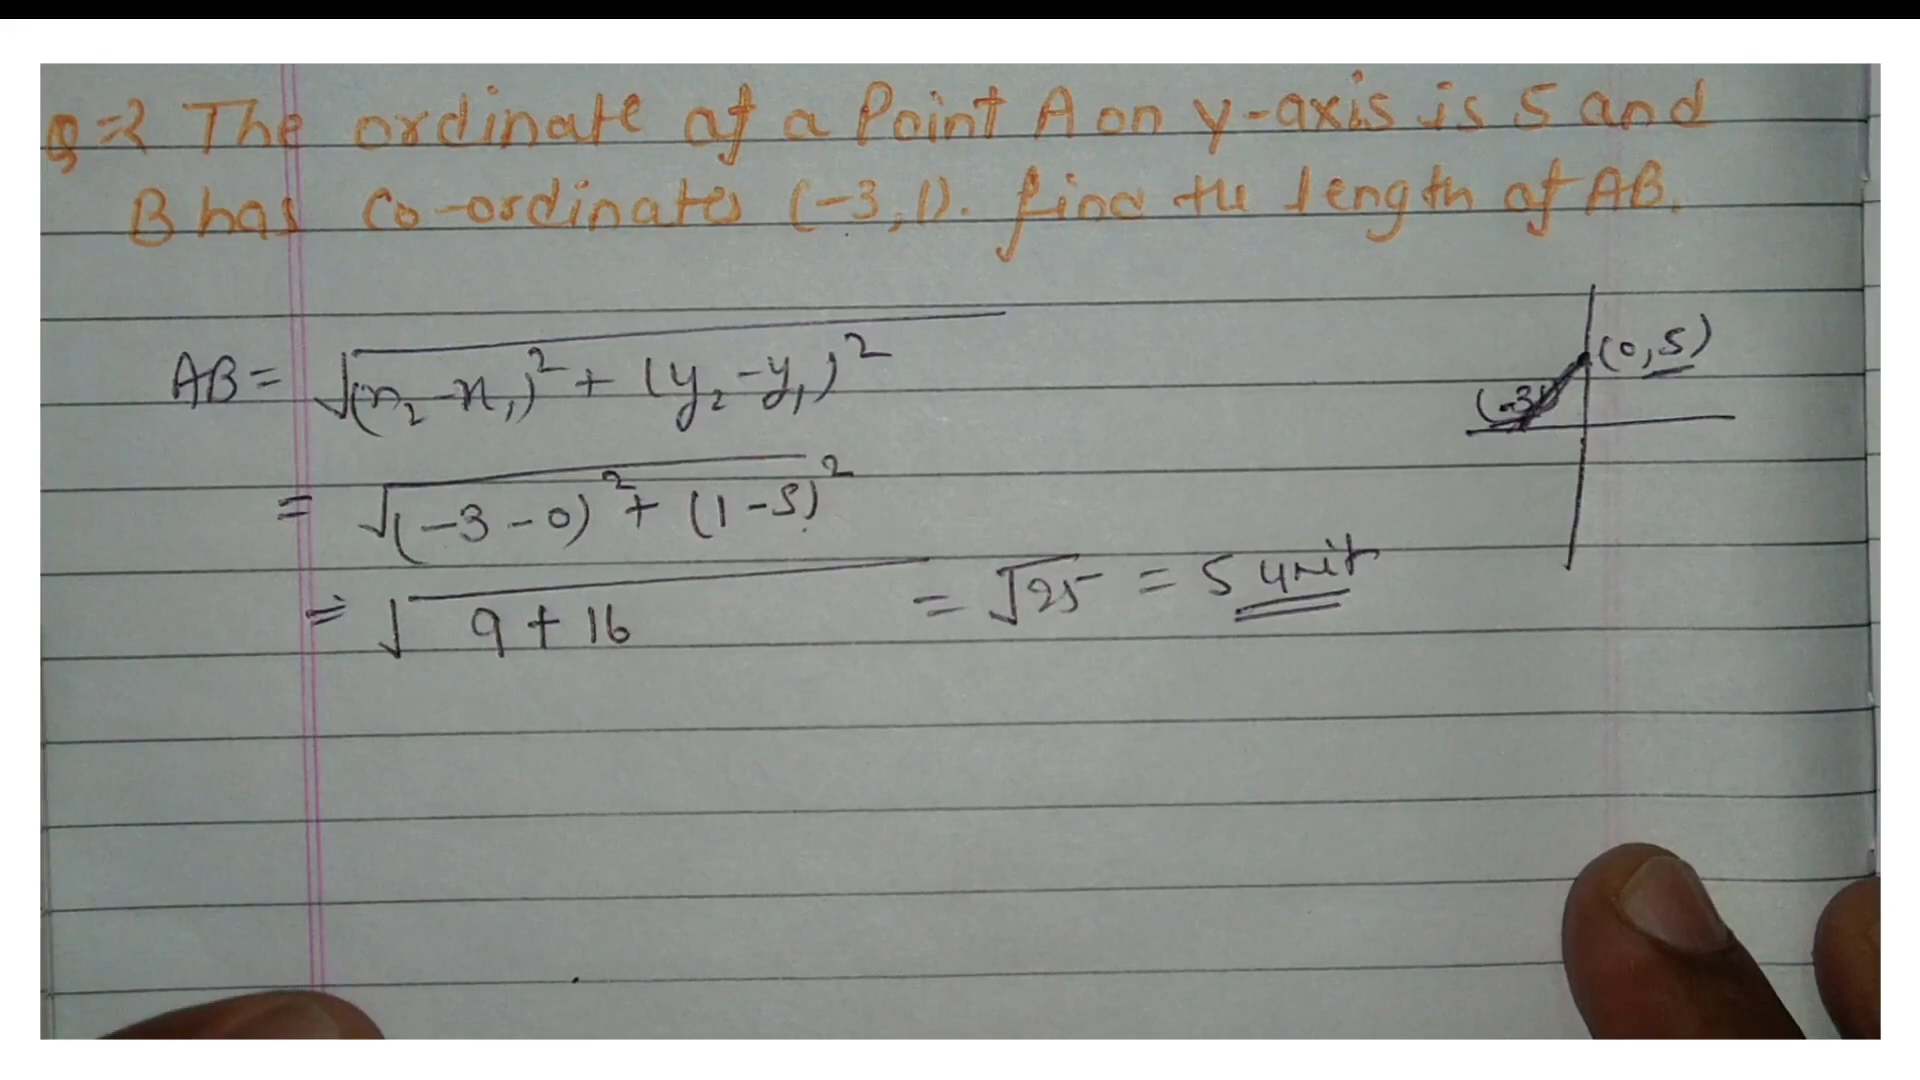 Q=2 The ordinate of a Point A on y-axis is 5 and
B has Co-ordinates (-3,1). find the length of AB.
AB = √(x₂-x₁)² + (y₂-y₁)²
(0,5)
= √(-3-0)² + (1-5)²
= √9+16 = √25 = 5 unit